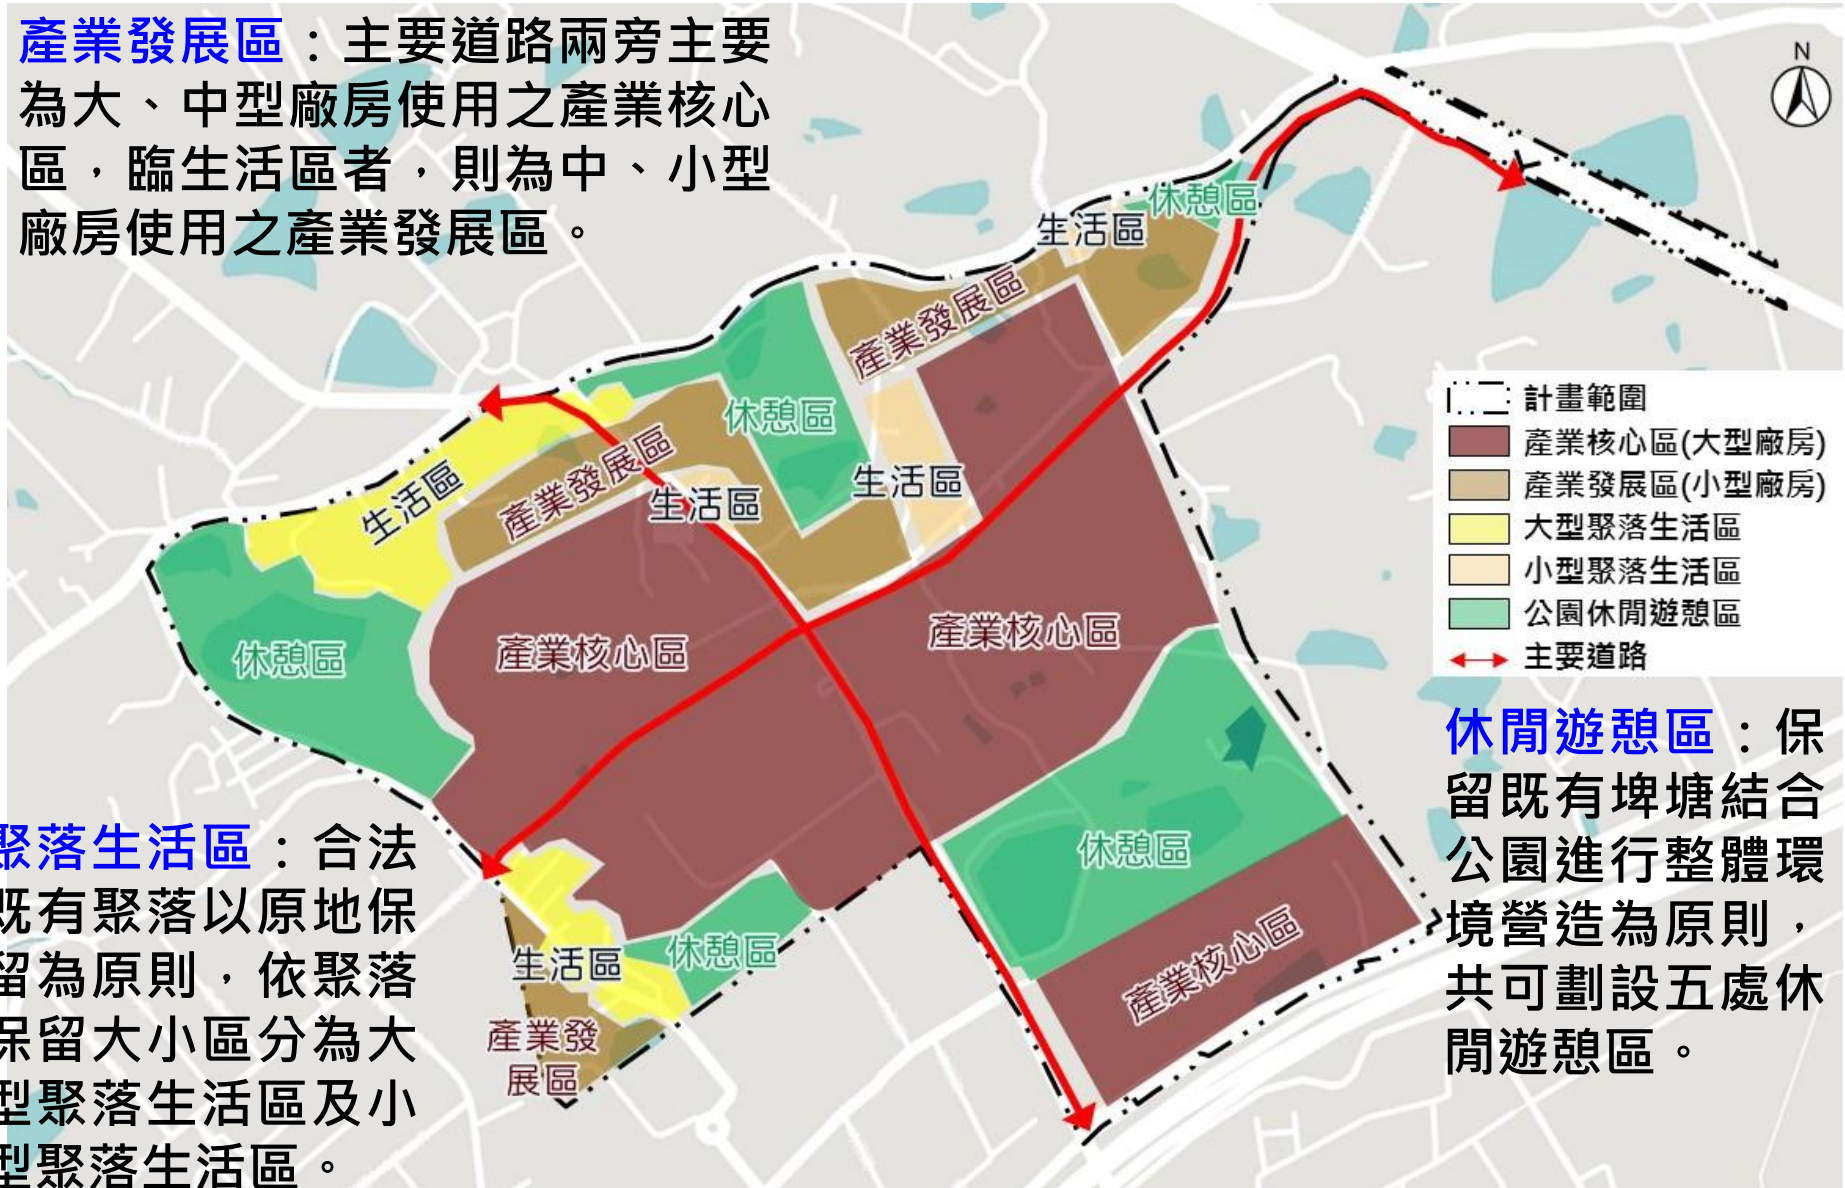 產業發展區：主要道路兩旁主要
為大、中型廠房使用之產業核心
區，臨生活區者，則為中、小型
廠房使用之產業發展區。
N
休憩區
生活區
產業發展區
休憩區
生活區
產業發展區
生活區
生活區
休憩區
產業核心區
產業核心區
休憩區
產業核心區
生活區
休憩區
產業發
展區
計畫範圍
產業核心區(大型廠房)
產業發展區(小型廠房)
大型聚落生活區
小型聚落生活區
公園休閒遊憩區
主要道路
休閒遊憩區：保
留既有埤塘結合
公園進行整體環
境營造為原則，
共可劃設五處休
閒遊憩區。
聚落生活區：合法
既有聚落以原地保
留為原則，依聚落
保留大小區分為大
型聚落生活區及小
型聚落生活區。